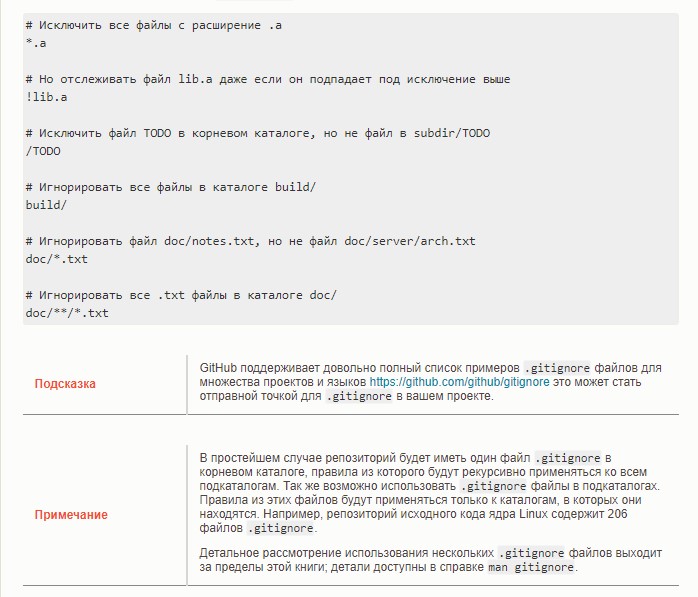 # Исключить все файлы с расширение .a
*.a
# Но отслеживать файл lib.a даже если он подпадает под исключение выше
!lib.a
# Исключить файл TODO в корневом каталоге, но не файл в subdir/TODO
/TODO
# Игнорировать все файлы в каталоге build/
build/
# Игнорировать файл doc/notes.txt, но не файл doc/server/arch.txt
doc/*.txt
# Игнорировать все .txt файлы в каталоге doc/
doc/**/*.txt
Подсказка
GitHub поддерживает довольно полный список примеров .gitignore файлов для
множества проектов и языков https://github.com/github/gitignore это может стать
отправной точкой для .gitignore в вашем проекте.
Примечание
В простейшем случае репозиторий будет иметь один файл .gitignore в
корневом каталоге, правила из которого будут рекурсивно применяться ко всем
подкаталогам. Так же возможно использовать .gitignore файлы в подкаталогах.
Правила из этих файлов будут применяться только к каталогам, в которых они
находятся. Например, репозиторий исходного кода ядра Linux содержит 206
файлов .gitignore.
Детальное рассмотрение использования нескольких .gitignore файлов выходит
за пределы этой книги; детали доступны в справке man gitignore.